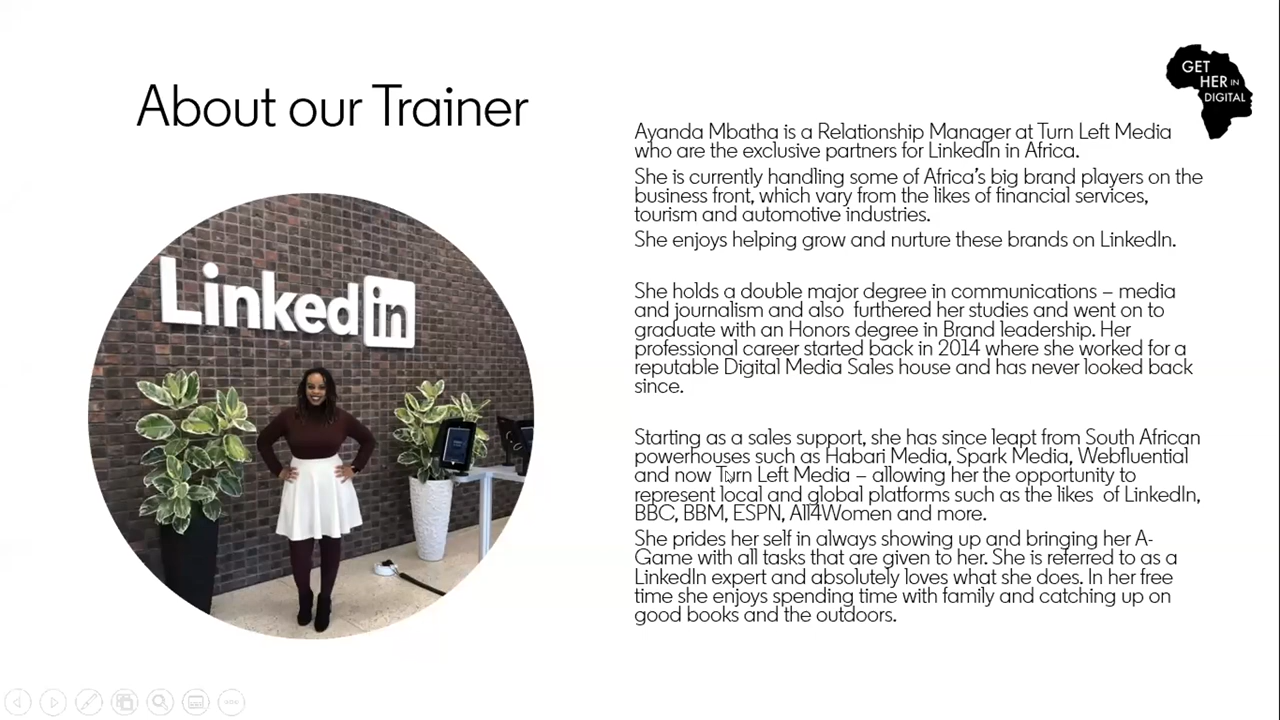 About our Trainer
GET
HER IN
DIGITAL
Ayanda Mbatha is a Relationship Manager at Turn Left Media
who are the exclusive partners for LinkedIn in Africa.
She is currently handling some of Africa's big brand players on the
business front, which vary from the likes of financial services,
tourism and automotive industries.
She enjoys helping grow and nurture these brands on LinkedIn.
She holds a double major degree in communications – media
and journalism and also  furthered her studies and went on to
graduate with an Honors degree in Brand leadership. Her
professional career started back in 2014 where she worked for a
reputable Digital Media Sales house and has never looked back
since.
Starting as a sales support, she has since leapt from South African
powerhouses such as Habari Media, Spark Media, Webfluential
and now Turn Left Media – allowing her the opportunity to
represent local and global platforms such as the likes  of LinkedIn,
BBC, BBM, ESPN, All4Women and more.
She prides her self in always showing up and bringing her A-
Game with all tasks that are given to her. She is referred to as a
LinkedIn expert and absolutely loves what she does. In her free
time she enjoys spending time with family and catching up on
good books and the outdoors.
Linked in